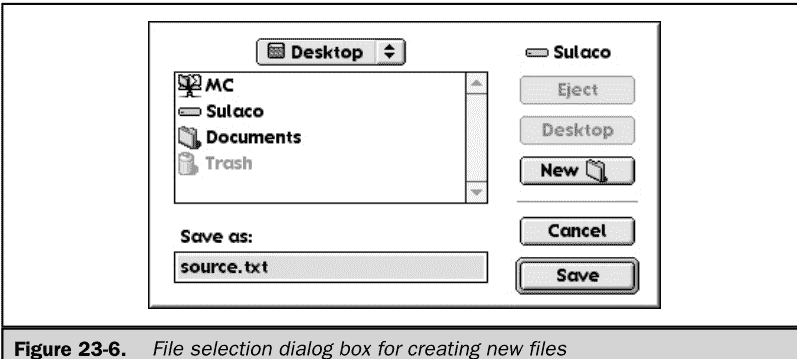 Desktop
Sulaco
MC
Sulaco
Documents
Trash
Eject
Desktop
New
Save as:
source.txt
Cancel
Save
Figure 23-6. File selection dialog box for creating new files